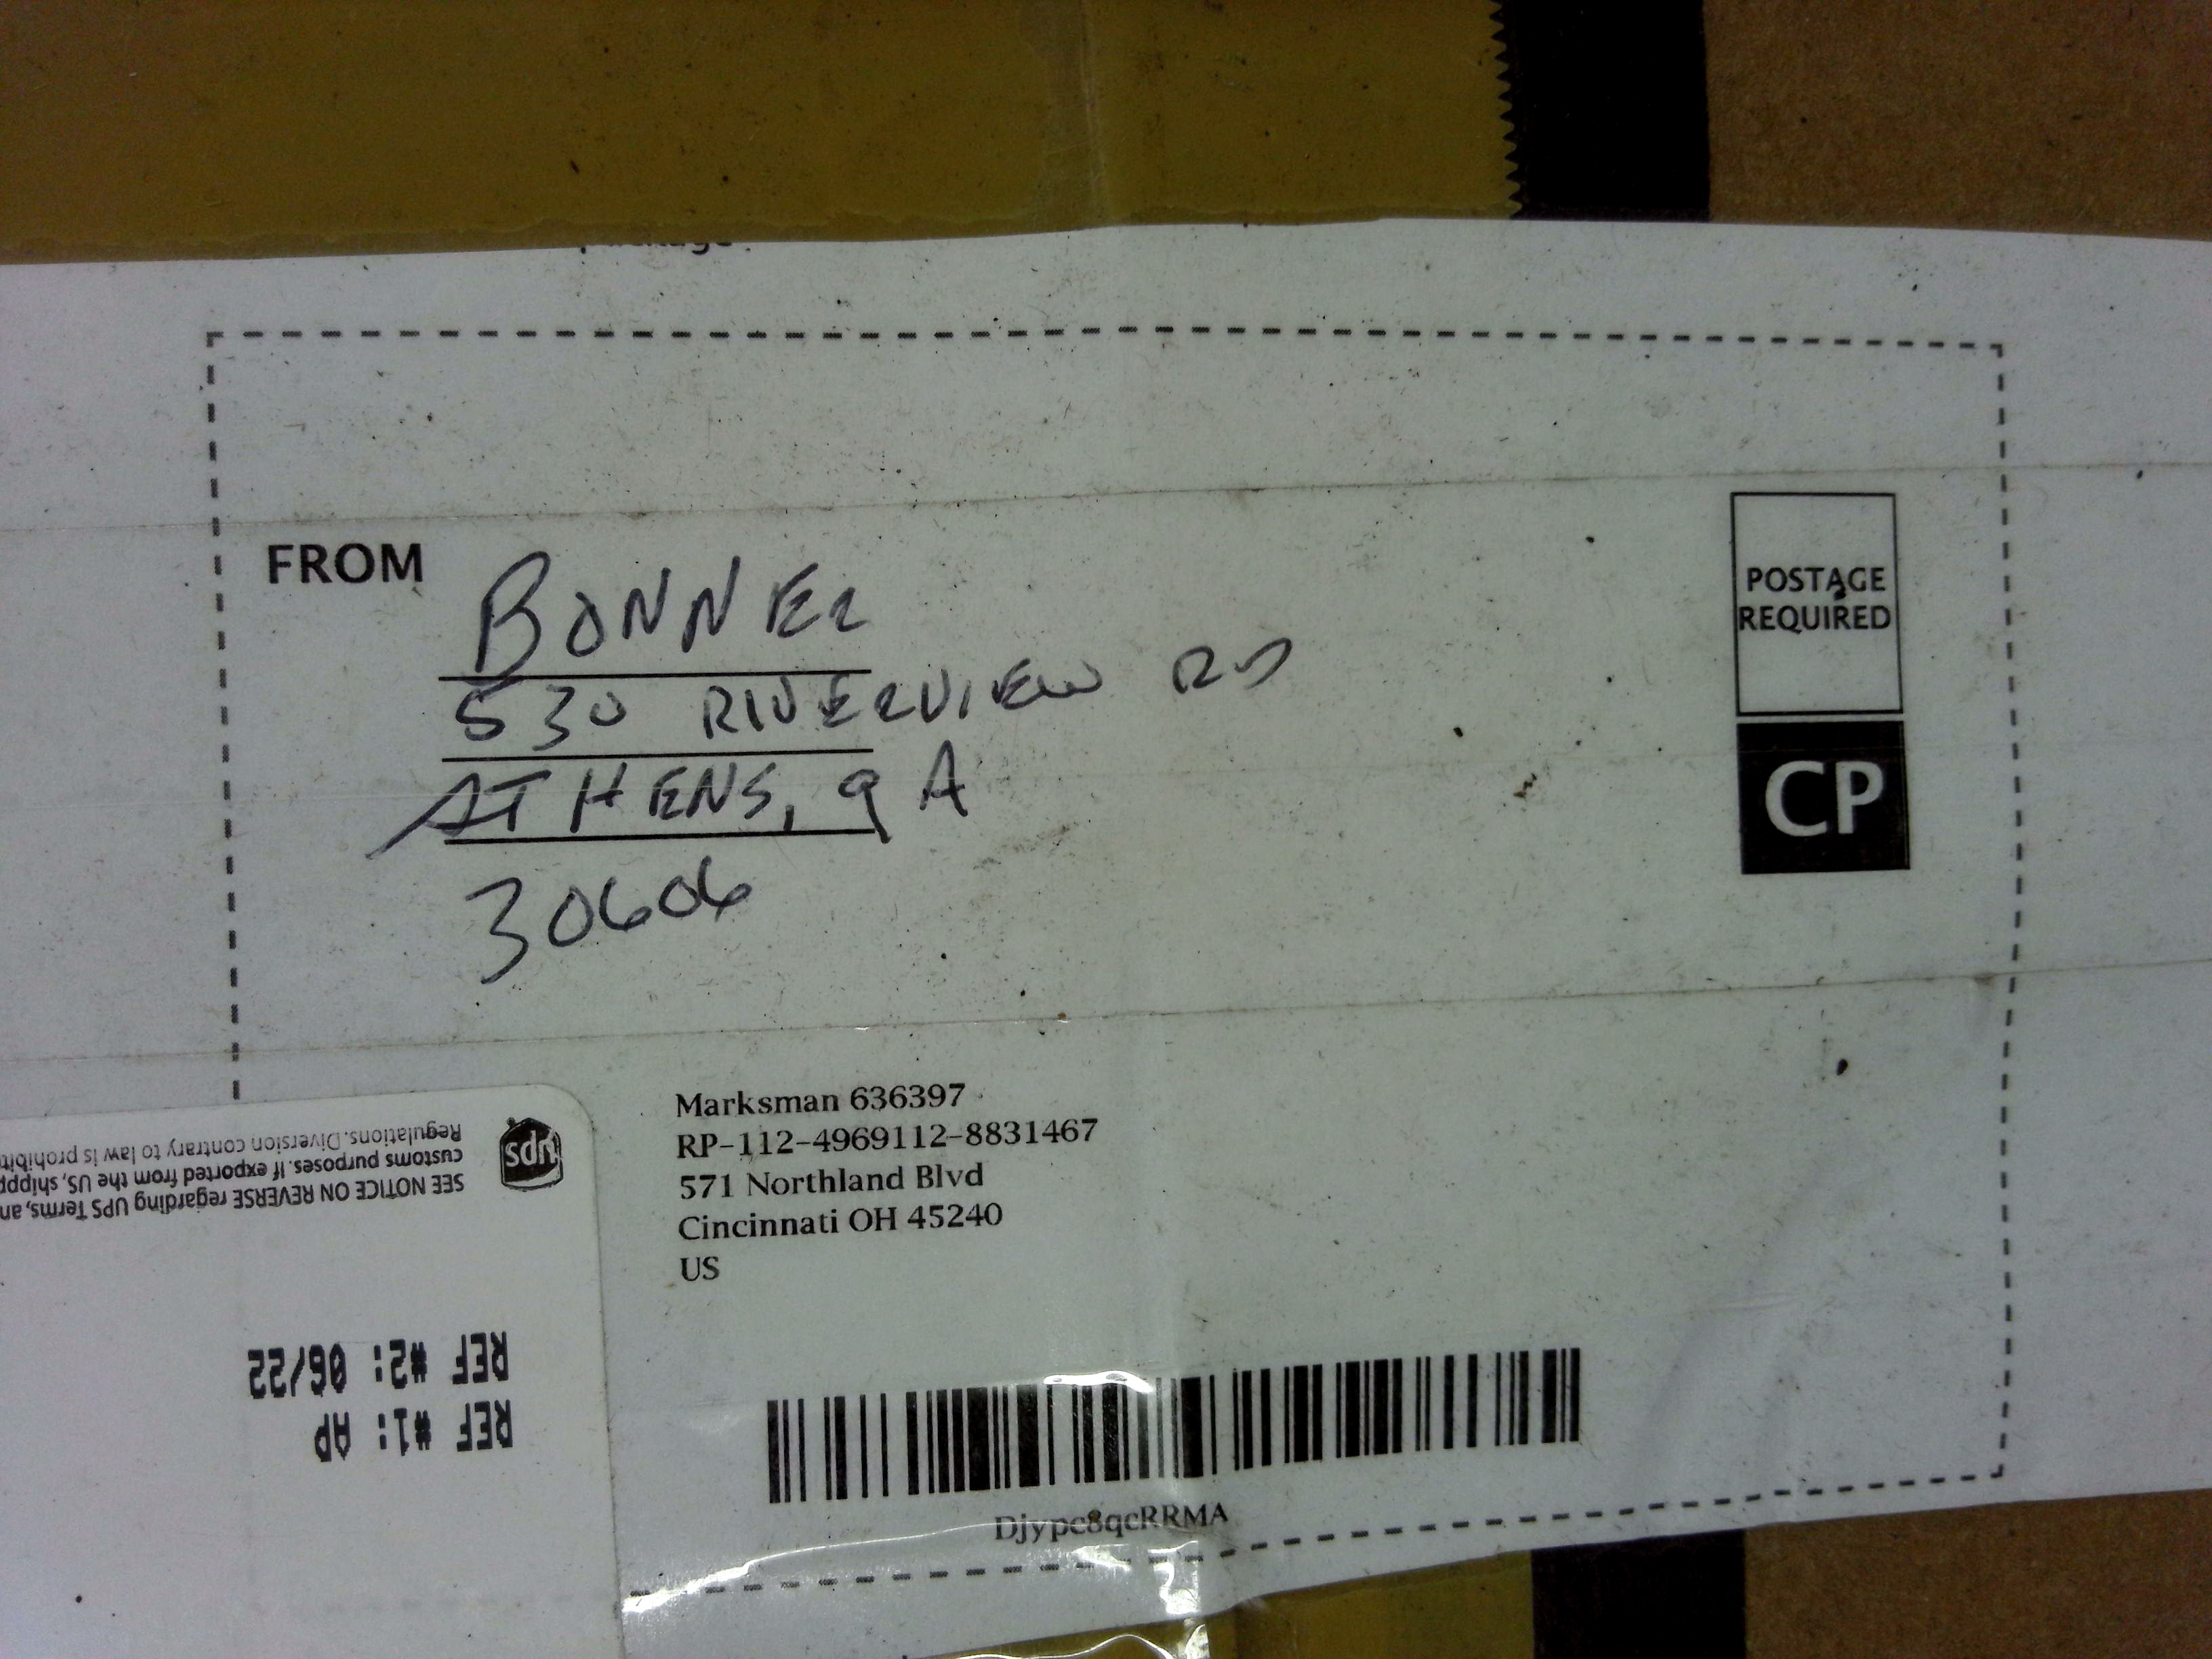 FROM
BONNER
530 RIVERVIEW RD
ATHENS, GA
30606
POSTAGE
REQUIRED
CP
Marksman 636397
RP-112-4969112-8831467
571 Northland Blvd
Cincinnati OH 45240
US
Djypc8qcRRMA
ups
SEE NOTICE ON REVERSE regarding UPS Terms, an
customs purposes. If exported from the US, shipp
Regulations. Diversion contrary to law is prohibit
REF #1: AP
REF #2: 06/22